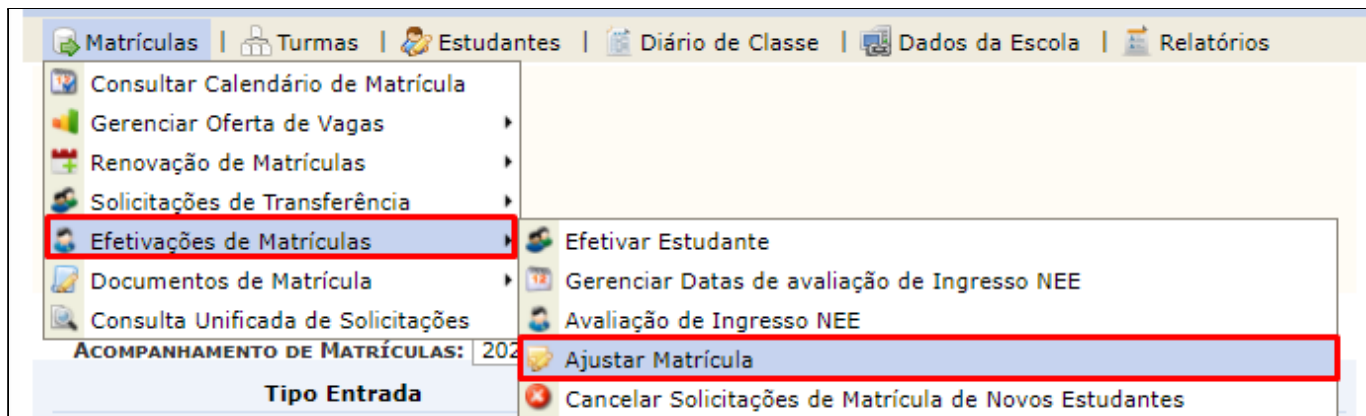 Matrículas | Turmas | Estudantes | Diário de Classe | Dados da Escola | Relatórios
Consultar Calendário de Matrícula
Gerenciar Oferta de Vagas
Renovação de Matrículas
Solicitações de Transferência
Efetivações de Matrículas
Efetivar Estudante
Documentos de Matrícula
Gerenciar Datas de avaliação de Ingresso NEE
Consulta Unificada de Solicitações
Avaliação de Ingresso NEE
ACOMPANHAMENTO DE MATRÍCULAS: 202
Ajustar Matrícula
Tipo Entrada
Cancelar Solicitações de Matrícula de Novos Estudantes